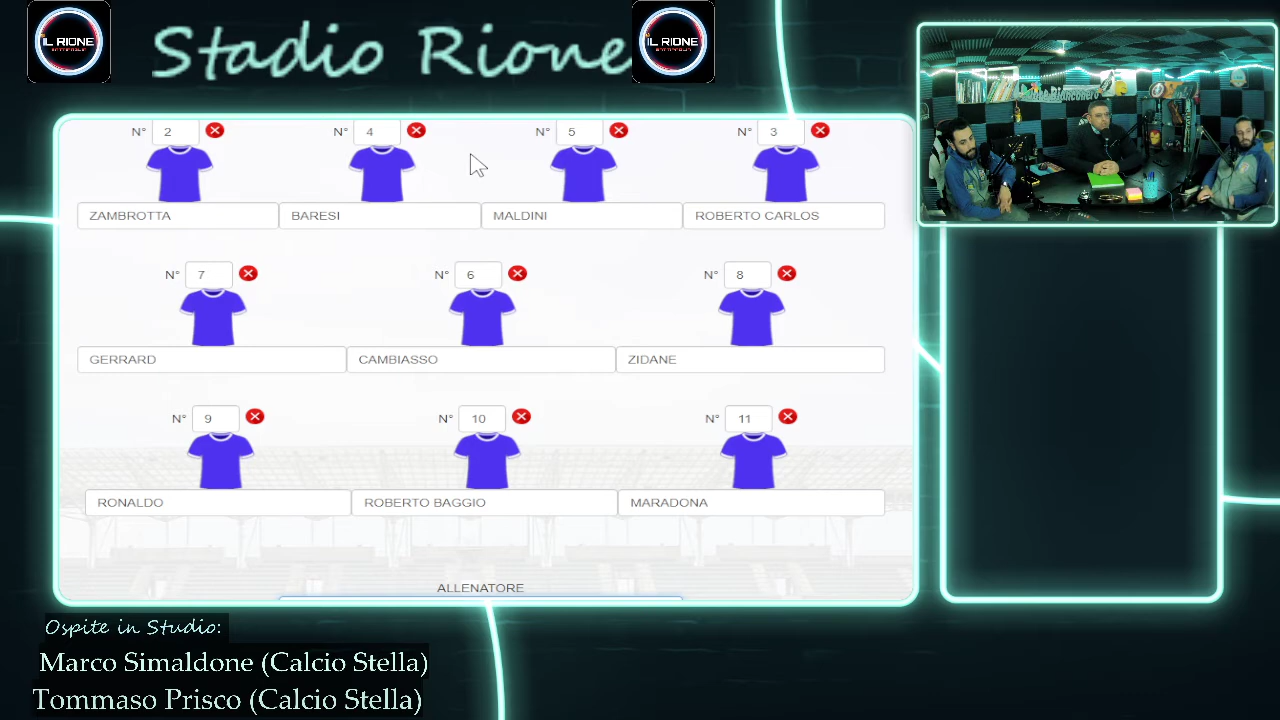 IL RIONE
Stadio Rione
IL RIONE
N° 2 N° 4 N° 5 N° 3
ZAMBROTTA BARESI MALDINI ROBERTO CARLOS
N° 7 N° 6 N° 8
GERRARD CAMBIASSO ZIDANE
N° 9 N° 10 N° 11
RONALDO ROBERTO BAGGIO MARADONA
ALLENATORE
Ospite in Studio:
Marco Simaldone (Calcio Stella)
Tommaso Prisco (Calcio Stella)